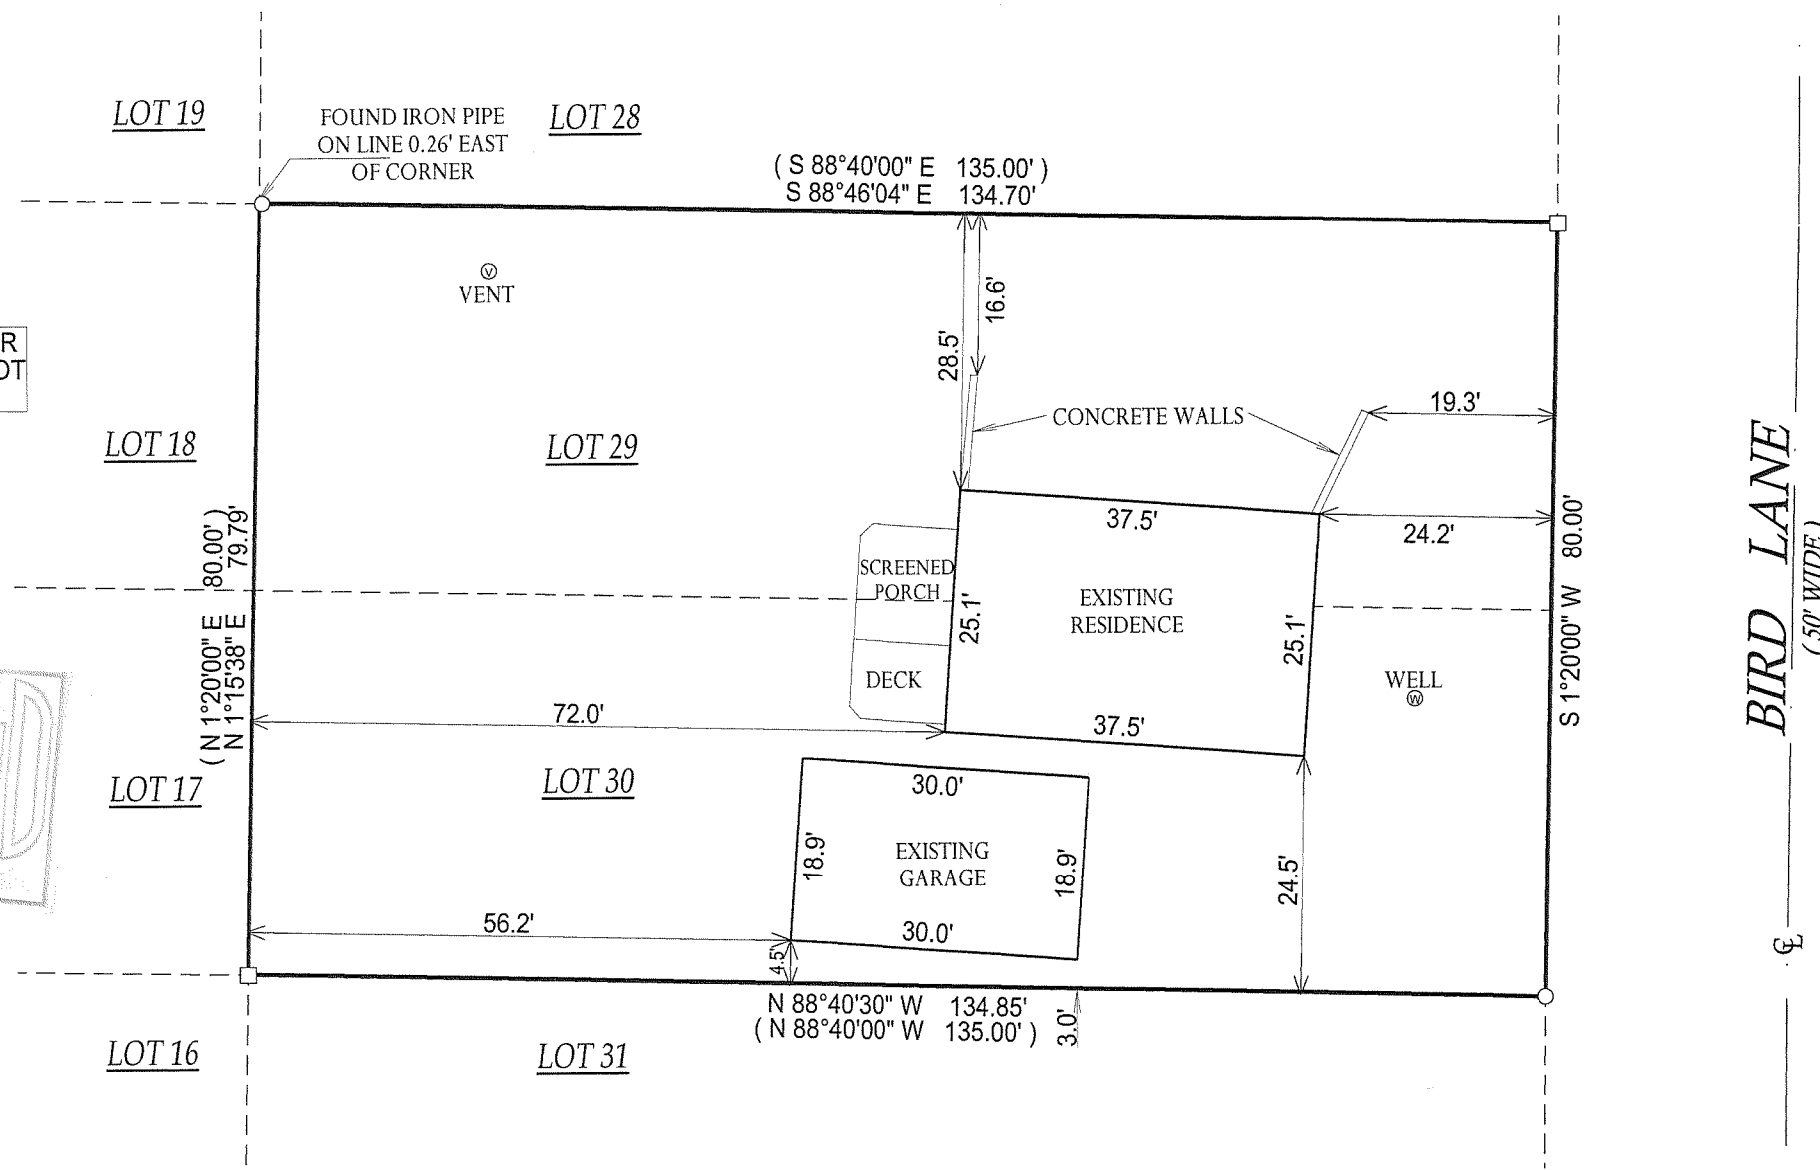 LOT 19
FOUND IRON PIPE
ON LINE 0.26' EAST
OF CORNER
LOT 28
( S 88°40'00" E 135.00' )
S 88°46'04" E 134.70'
V
VENT
16.6'
28.5'
R
OT
LOT 18
LOT 29
CONCRETE WALLS
19.3'
37.5'
24.2'
SCREENED
PORCH
EXISTING
RESIDENCE
25.1'
25.1'
DECK
WELL
W
( N 1°20'00" E 80.00' )
N 1°15'38" E 79.79'
S 1°20'00" W 80.00'
BIRD LANE
( 50' WIDE )
72.0'
37.5'
LOT 17
LOT 30
30.0'
18.9'
EXISTING
GARAGE
18.9'
24.5'
56.2'
30.0'
4.5'
CL
N 88°40'30" W 134.85'
( N 88°40'00" W 135.00' )
3.0'
LOT 16
LOT 31